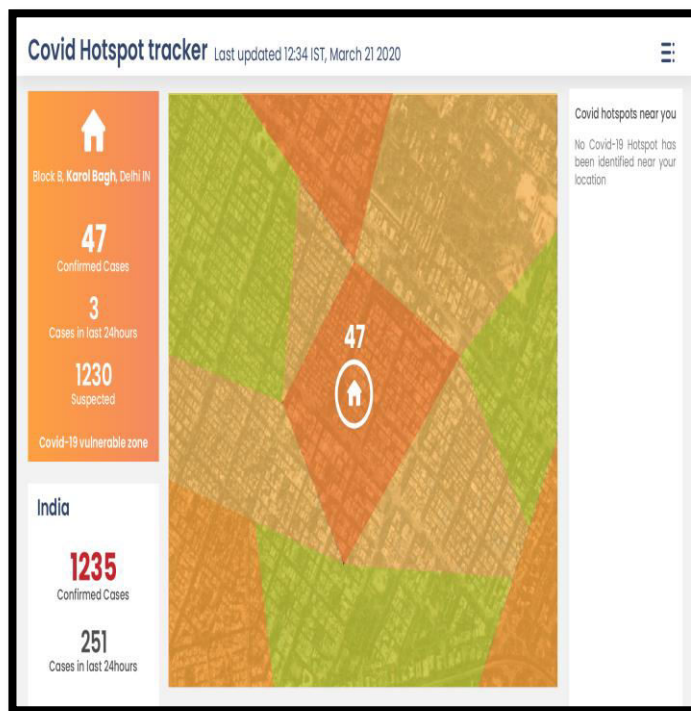 Covid Hotspot tracker Last updated 12:34 IST, March 21 2020
Block B, Karol Bagh, Delhi IN
47
Confirmed Cases
3
Cases in last 24hours
1230
Suspected
Covid-19 vulnerable zone
India
1235
Confirmed Cases
251
Cases in last 24hours
47
Covid hotspots near you
No Covid-19 Hotspot has
been identified near your
location